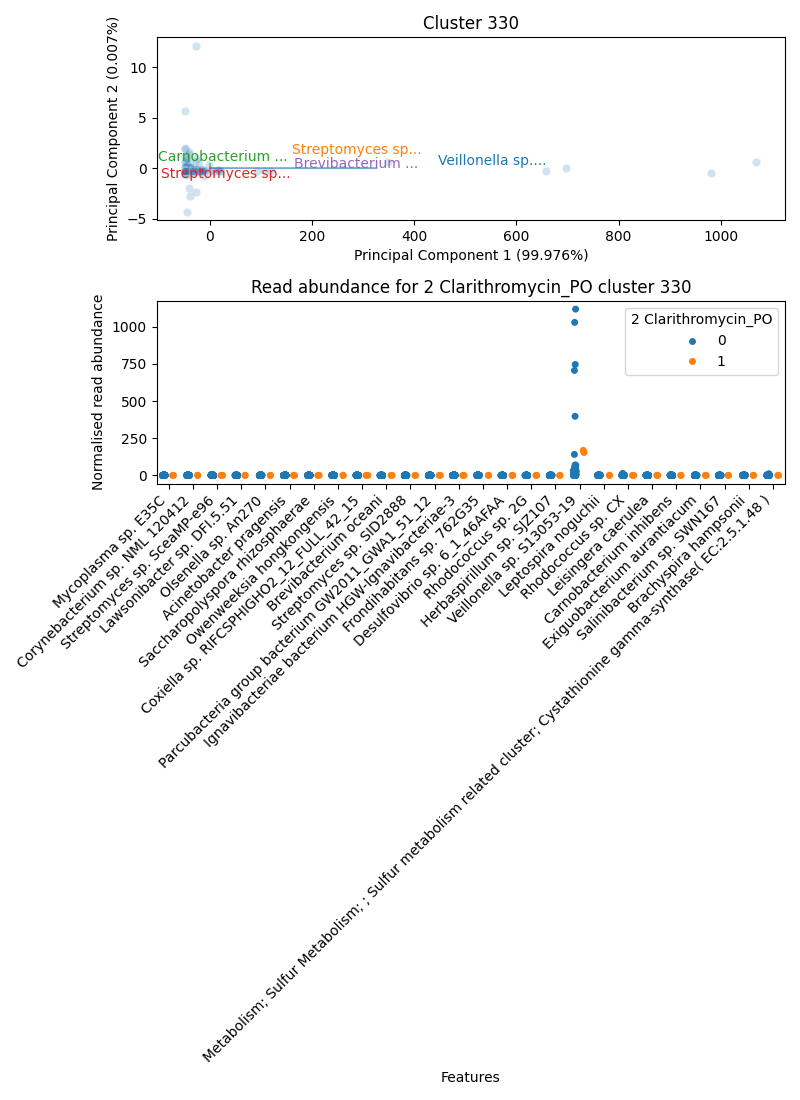 Cluster 330
Principal Component 2 (0.007%)
10
5
0
−5
Carnobacterium ...
Streptomyces sp...
Streptomyces sp...
Brevibacterium ...
Veillonella sp....
0
200
400
600
800
1000
Principal Component 1 (99.976%)
Read abundance for 2 Clarithromycin_PO cluster 330
Normalised read abundance
1000
750
500
250
0
2 Clarithromycin_PO
0
1
Mycoplasma sp. E35C
Corynebacterium sp. NML 120412
Streptomyces sp. SceaMP-e96
Lawsonibacter sp. DFI.5.51
Olsenella sp. An270
Acinetobacter pragensis
Saccharopolyspora rhizosphaerae
Owenweeksia hongkongensis
Coxiella sp. RIFCSPHIGHO2_12_FULL_42_15
Brevibacterium oceani
Streptomyces sp. SID2888
Parcubacteria group bacterium GW2011_GWA1_51_12
Ignavibacteriae bacterium HGW-Ignavibacteriae-3
Frondihabitans sp. 762G35
Desulfovibrio sp. 6_1_46AFAA
Rhodococcus sp. 2G
Herbaspirillum sp. SJZ107
Veillonella sp. S13053-19
Leptospira noguchii
Rhodococcus sp. CX
Leisingera caerulea
Carnobacterium inhibens
Exiguobacterium aurantiacum
Salinibacterium sp. SWN167
Brachyspira hampsonii
Metabolism; Sulfur Metabolism; ; Sulfur metabolism related cluster; Cystathionine gamma-synthase( EC:2.5.1.48 )
Features